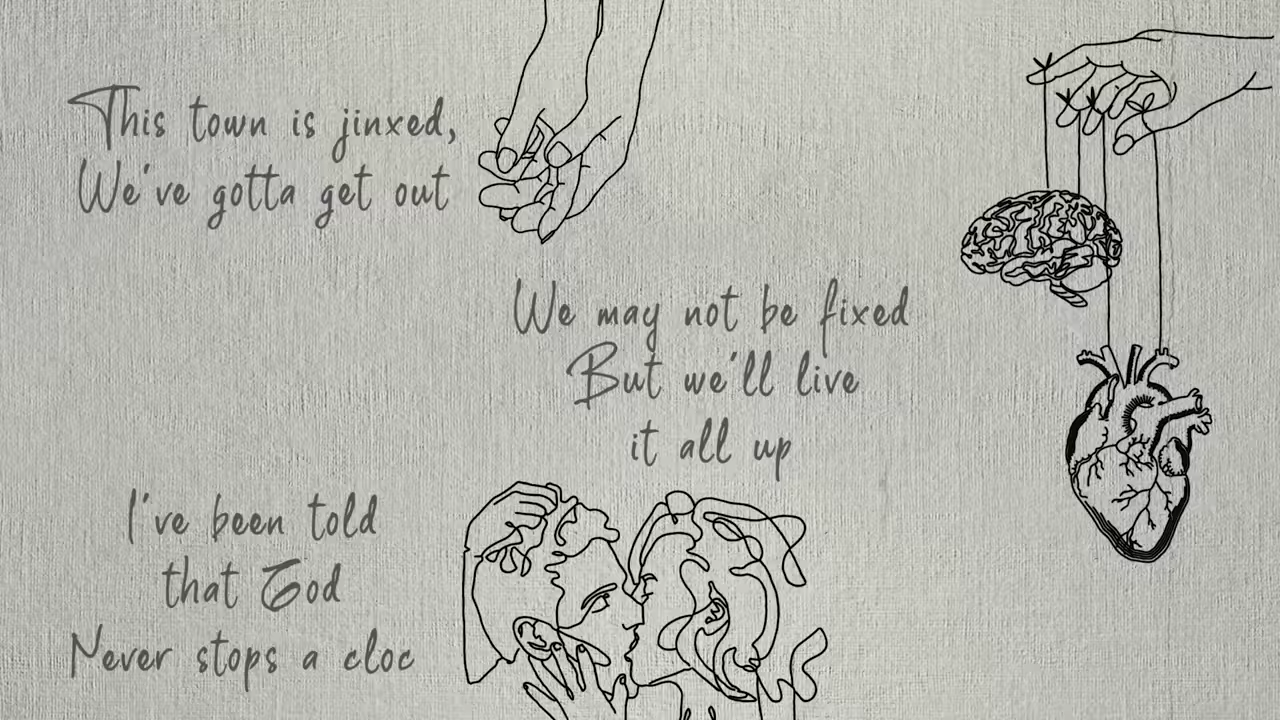 This town is jinxed,
We've gotta get out
We may not be fixed
But we'll live
it all up
I've been told
that God
Never stops a cloc